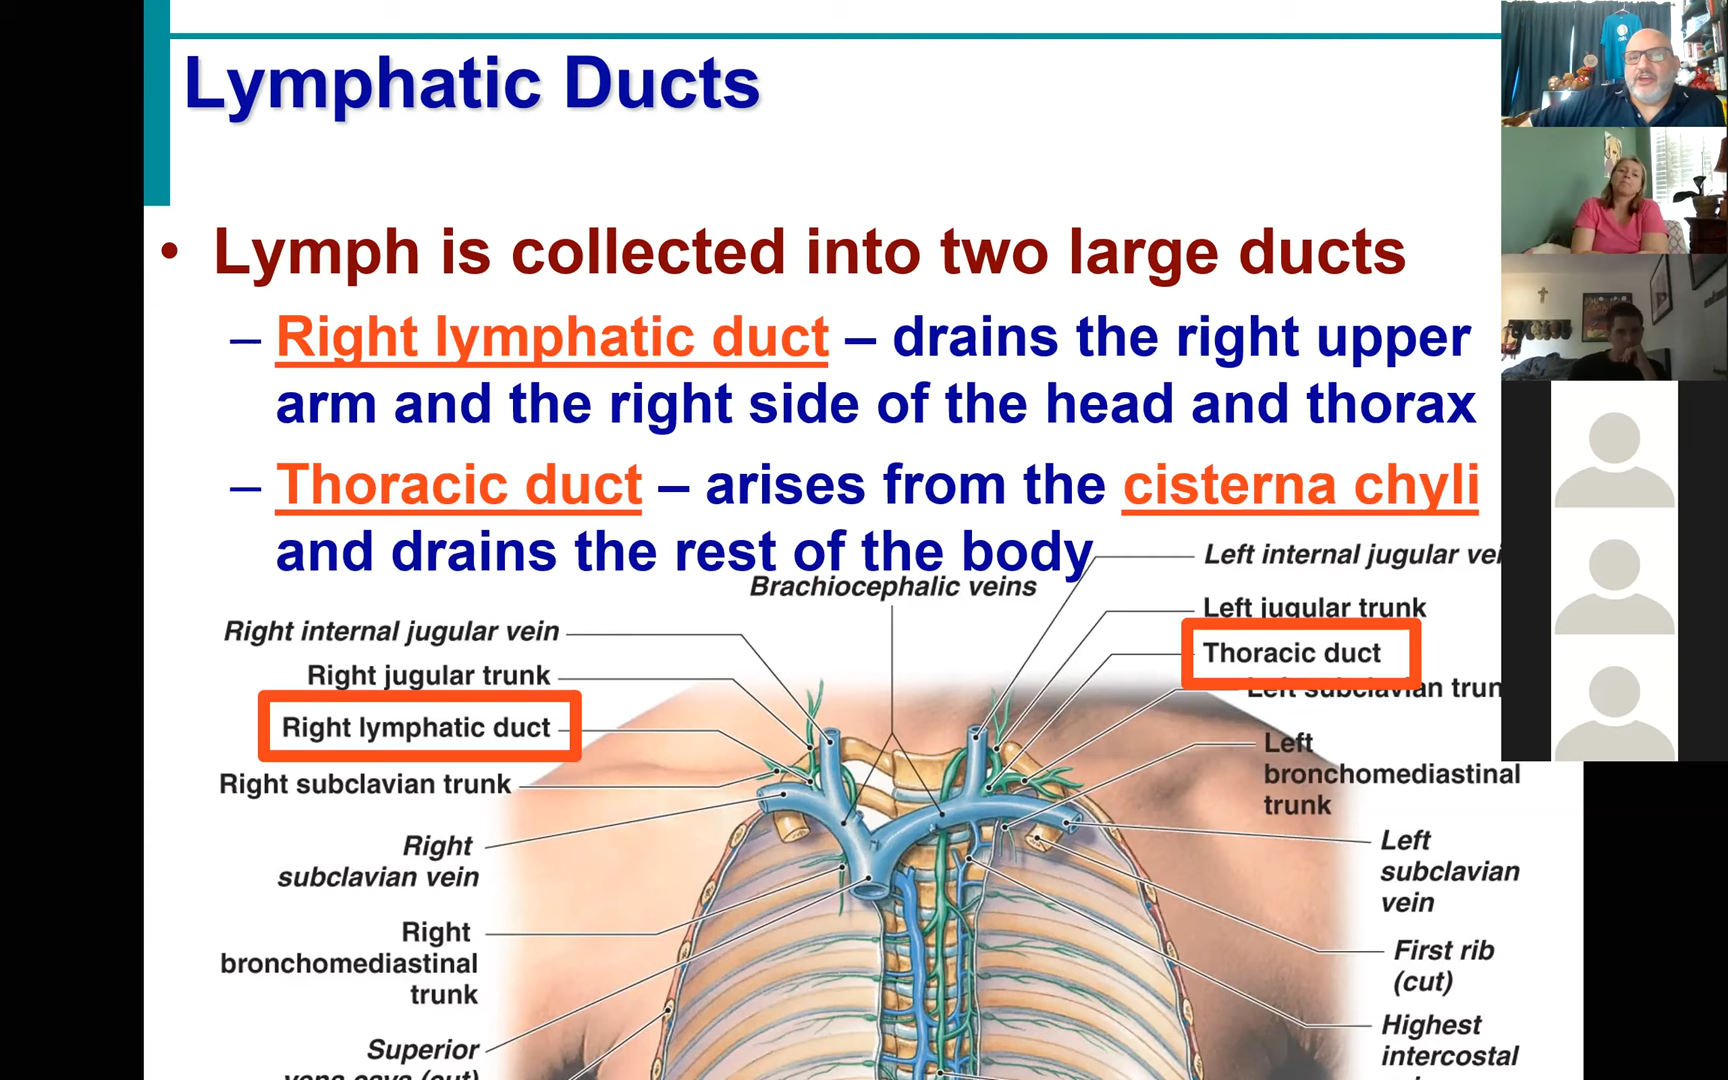 Lymphatic Ducts
• Lymph is collected into two large ducts
– Right lymphatic duct – drains the right upper
arm and the right side of the head and thorax
– Thoracic duct – arises from the cisterna chyli
and drains the rest of the body
Brachiocephalic veins
Left internal jugular vei
Left jugular trunk
Thoracic duct
Left subclavian trun
Left
bronchomediastinal
trunk
Left
subclavian
vein
First rib
(cut)
Highest
intercostal
Right internal jugular vein
Right jugular trunk
Right lymphatic duct
Right subclavian trunk
Right
subclavian vein
Right
bronchomediastinal
trunk
Superior
vena cava (cut)